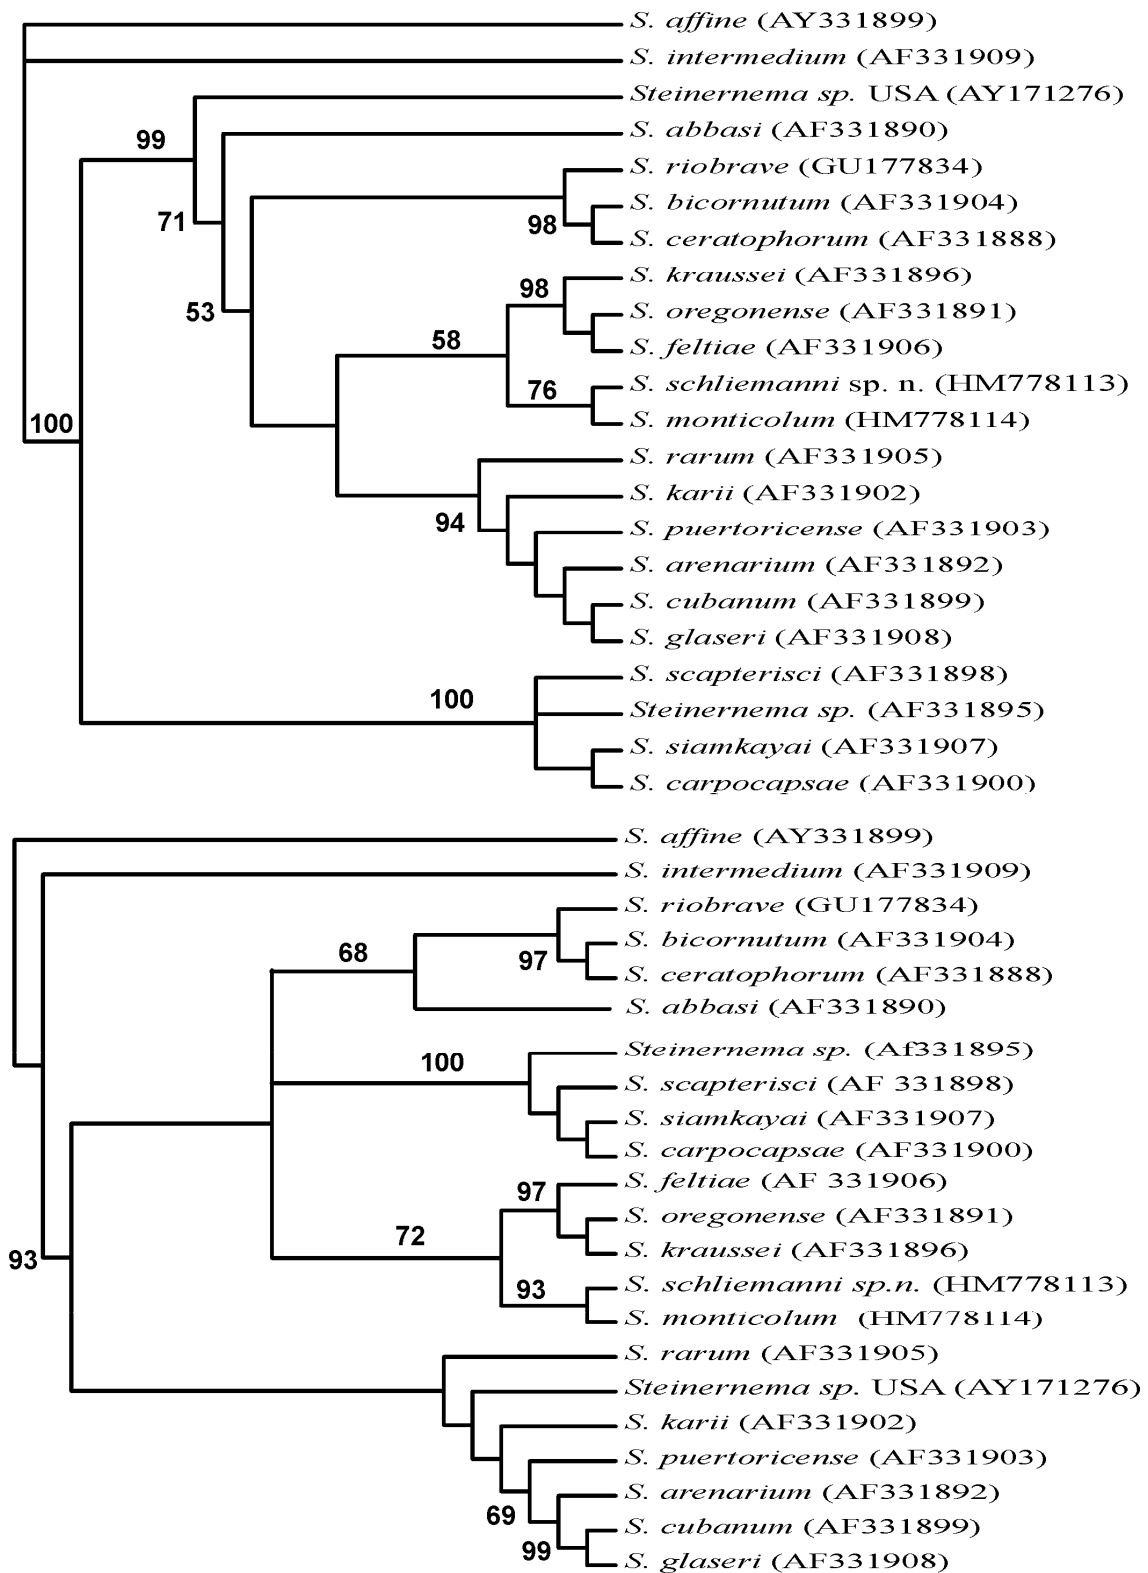 S. affine (AY331899)
S. intermedium (AF331909)
Steinernema sp. USA (AY171276)
99
S. abbasi (AF331890)
S. riobrave (GU177834)
S. bicornutum (AF331904)
71
98
S. ceratophorum (AF331888)
S. kraussei (AF331896)
98
53
S. oregonense (AF331891)
58
S. feltiae (AF331906)
S. schliemanni sp. n. (HM778113)
76
100
S. monticolum (HM778114)
S. rarum (AF331905)
S. karii (AF331902)
94
S. puertoricense (AF331903)
S. arenarium (AF331892)
S. cubanum (AF331899)
S. glaseri (AF331908)
S. scapterisci (AF331898)
100
Steinernema sp. (AF331895)
S. siamkayai (AF331907)
S. carpocapsae (AF331900)
S. affine (AY331899)
S. intermedium (AF331909)
S. riobrave (GU177834)
S. bicornutum (AF331904)
68
97
S. ceratophorum (AF331888)
S. abbasi (AF331890)
Steinernema sp. (Af331895)
100
S. scapterisci (AF 331898)
S. siamkayai (AF331907)
S. carpocapsae (AF331900)
S. feltiae (AF 331906)
97
S. oregonense (AF331891)
72
S. kraussei (AF331896)
93
S. schliemanni sp.n. (HM778113)
93
S. monticolum (HM778114)
S. rarum (AF331905)
Steinernema sp. USA (AY171276)
S. karii (AF331902)
S. puertoricense (AF331903)
S. arenarium (AF331892)
69
S. cubanum (AF331899)
99
S. glaseri (AF331908)